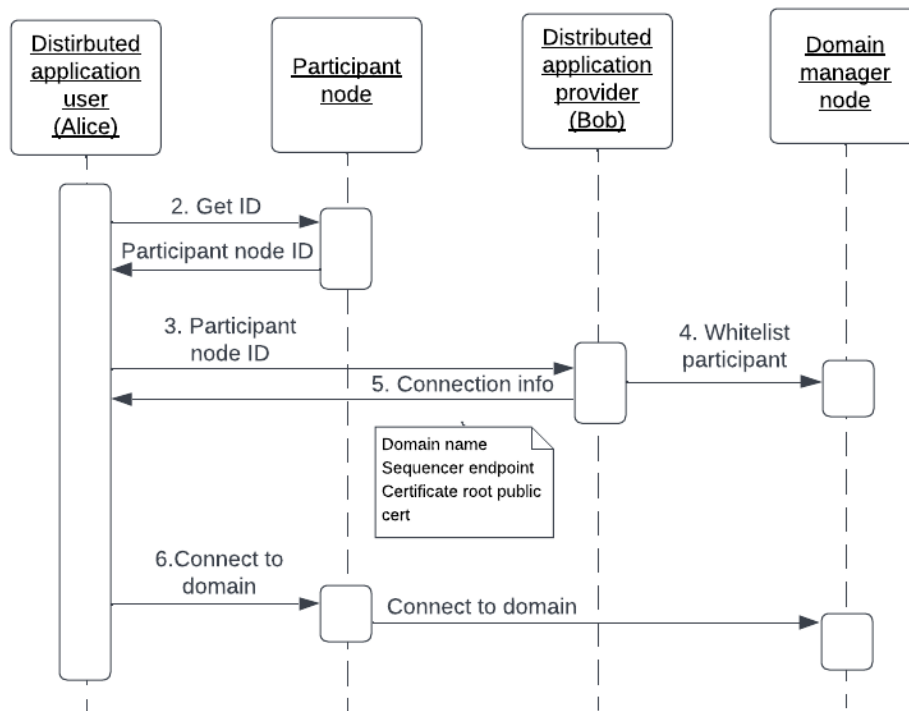 Distirbuted
application
user
(Alice)
Participant
node
Distributed
application
provider
(Bob)
Domain
manager
node
2. Get ID
Participant node ID
3. Participant
node ID
4. Whitelist
participant
5. Connection info
Domain name
Sequencer endpoint
Certificate root public
cert
6.Connect to
domain
Connect to domain